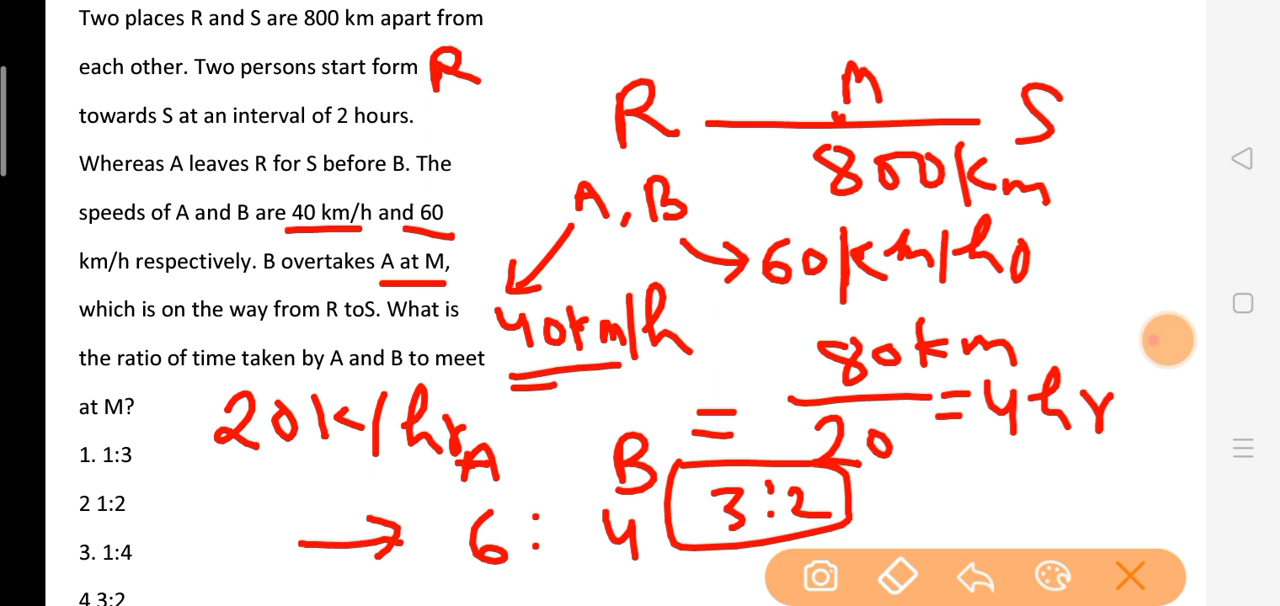 Two places R and S are 800 km apart from
each other. Two persons start form R
towards S at an interval of 2 hours.
Whereas A leaves R for S before B. The
speeds of A and B are 40 km/h and 60
km/h respectively. B overtakes A at M,
which is on the way from R toS. What is
the ratio of time taken by A and B to meet
at M?
1. 1:3
2 1:2
3. 1:4
4 3:2
M
R S
800km
A, B
60km/h
40km/h
20k/hr
= 80km/20 = 4hr
A B
6 : 4
3:2